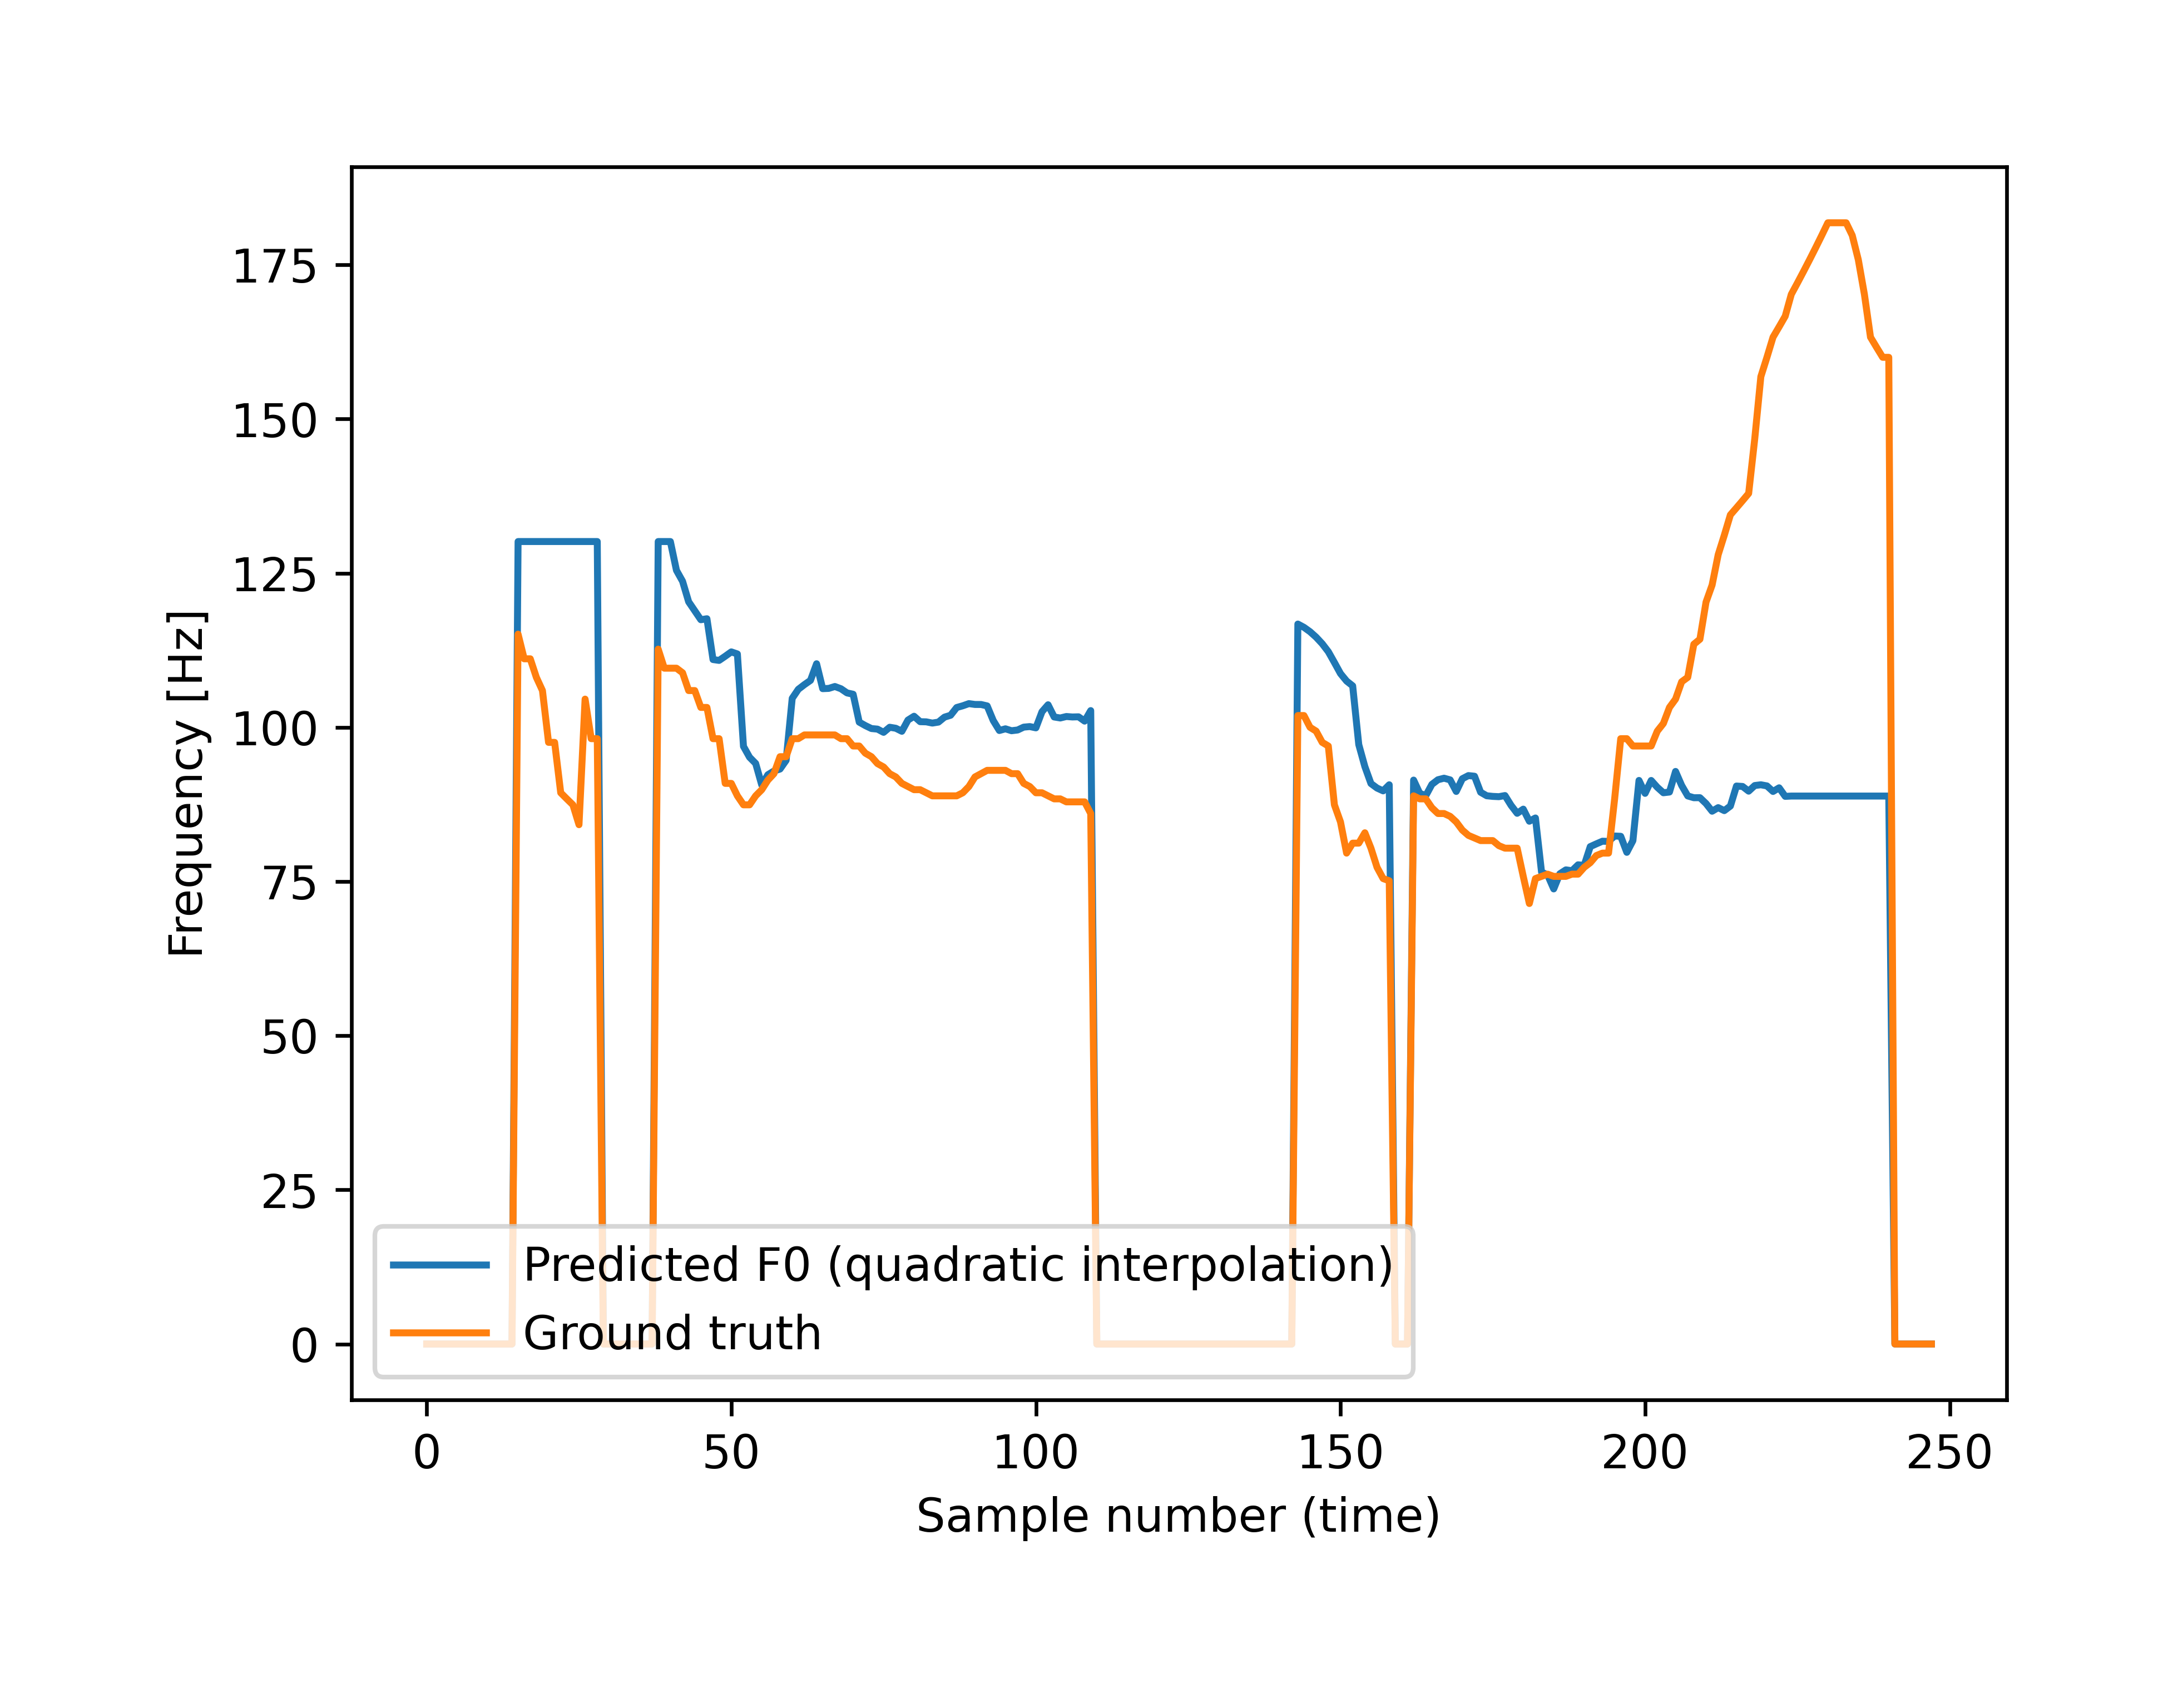 175
150
125
100
75
50
25
0
Frequency [Hz]
Predicted F0 (quadratic interpolation)
Ground truth
0 50 100 150 200 250
Sample number (time)